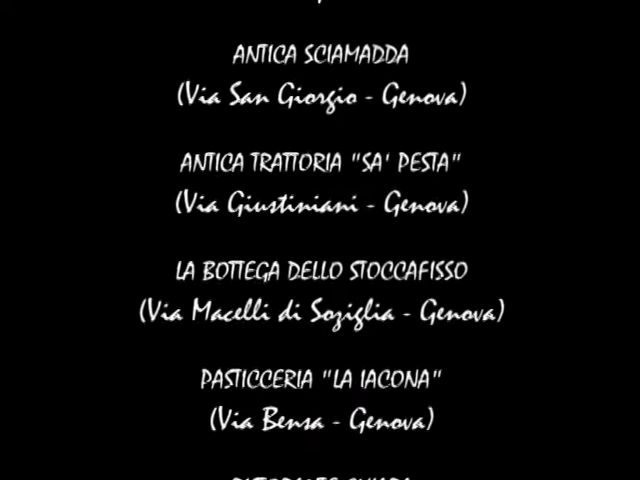 ANTICA SCIAMADDA
(Via San Giorgio - Genova)
ANTICA TRATTORIA "SA' PESTA"
(Via Giustiniani - Genova)
LA BOTTEGA DELLO STOCCAFISSO
(Via Macelli di Soziglia - Genova)
PASTICCERIA "LA IACONA"
(Via Bensa - Genova)